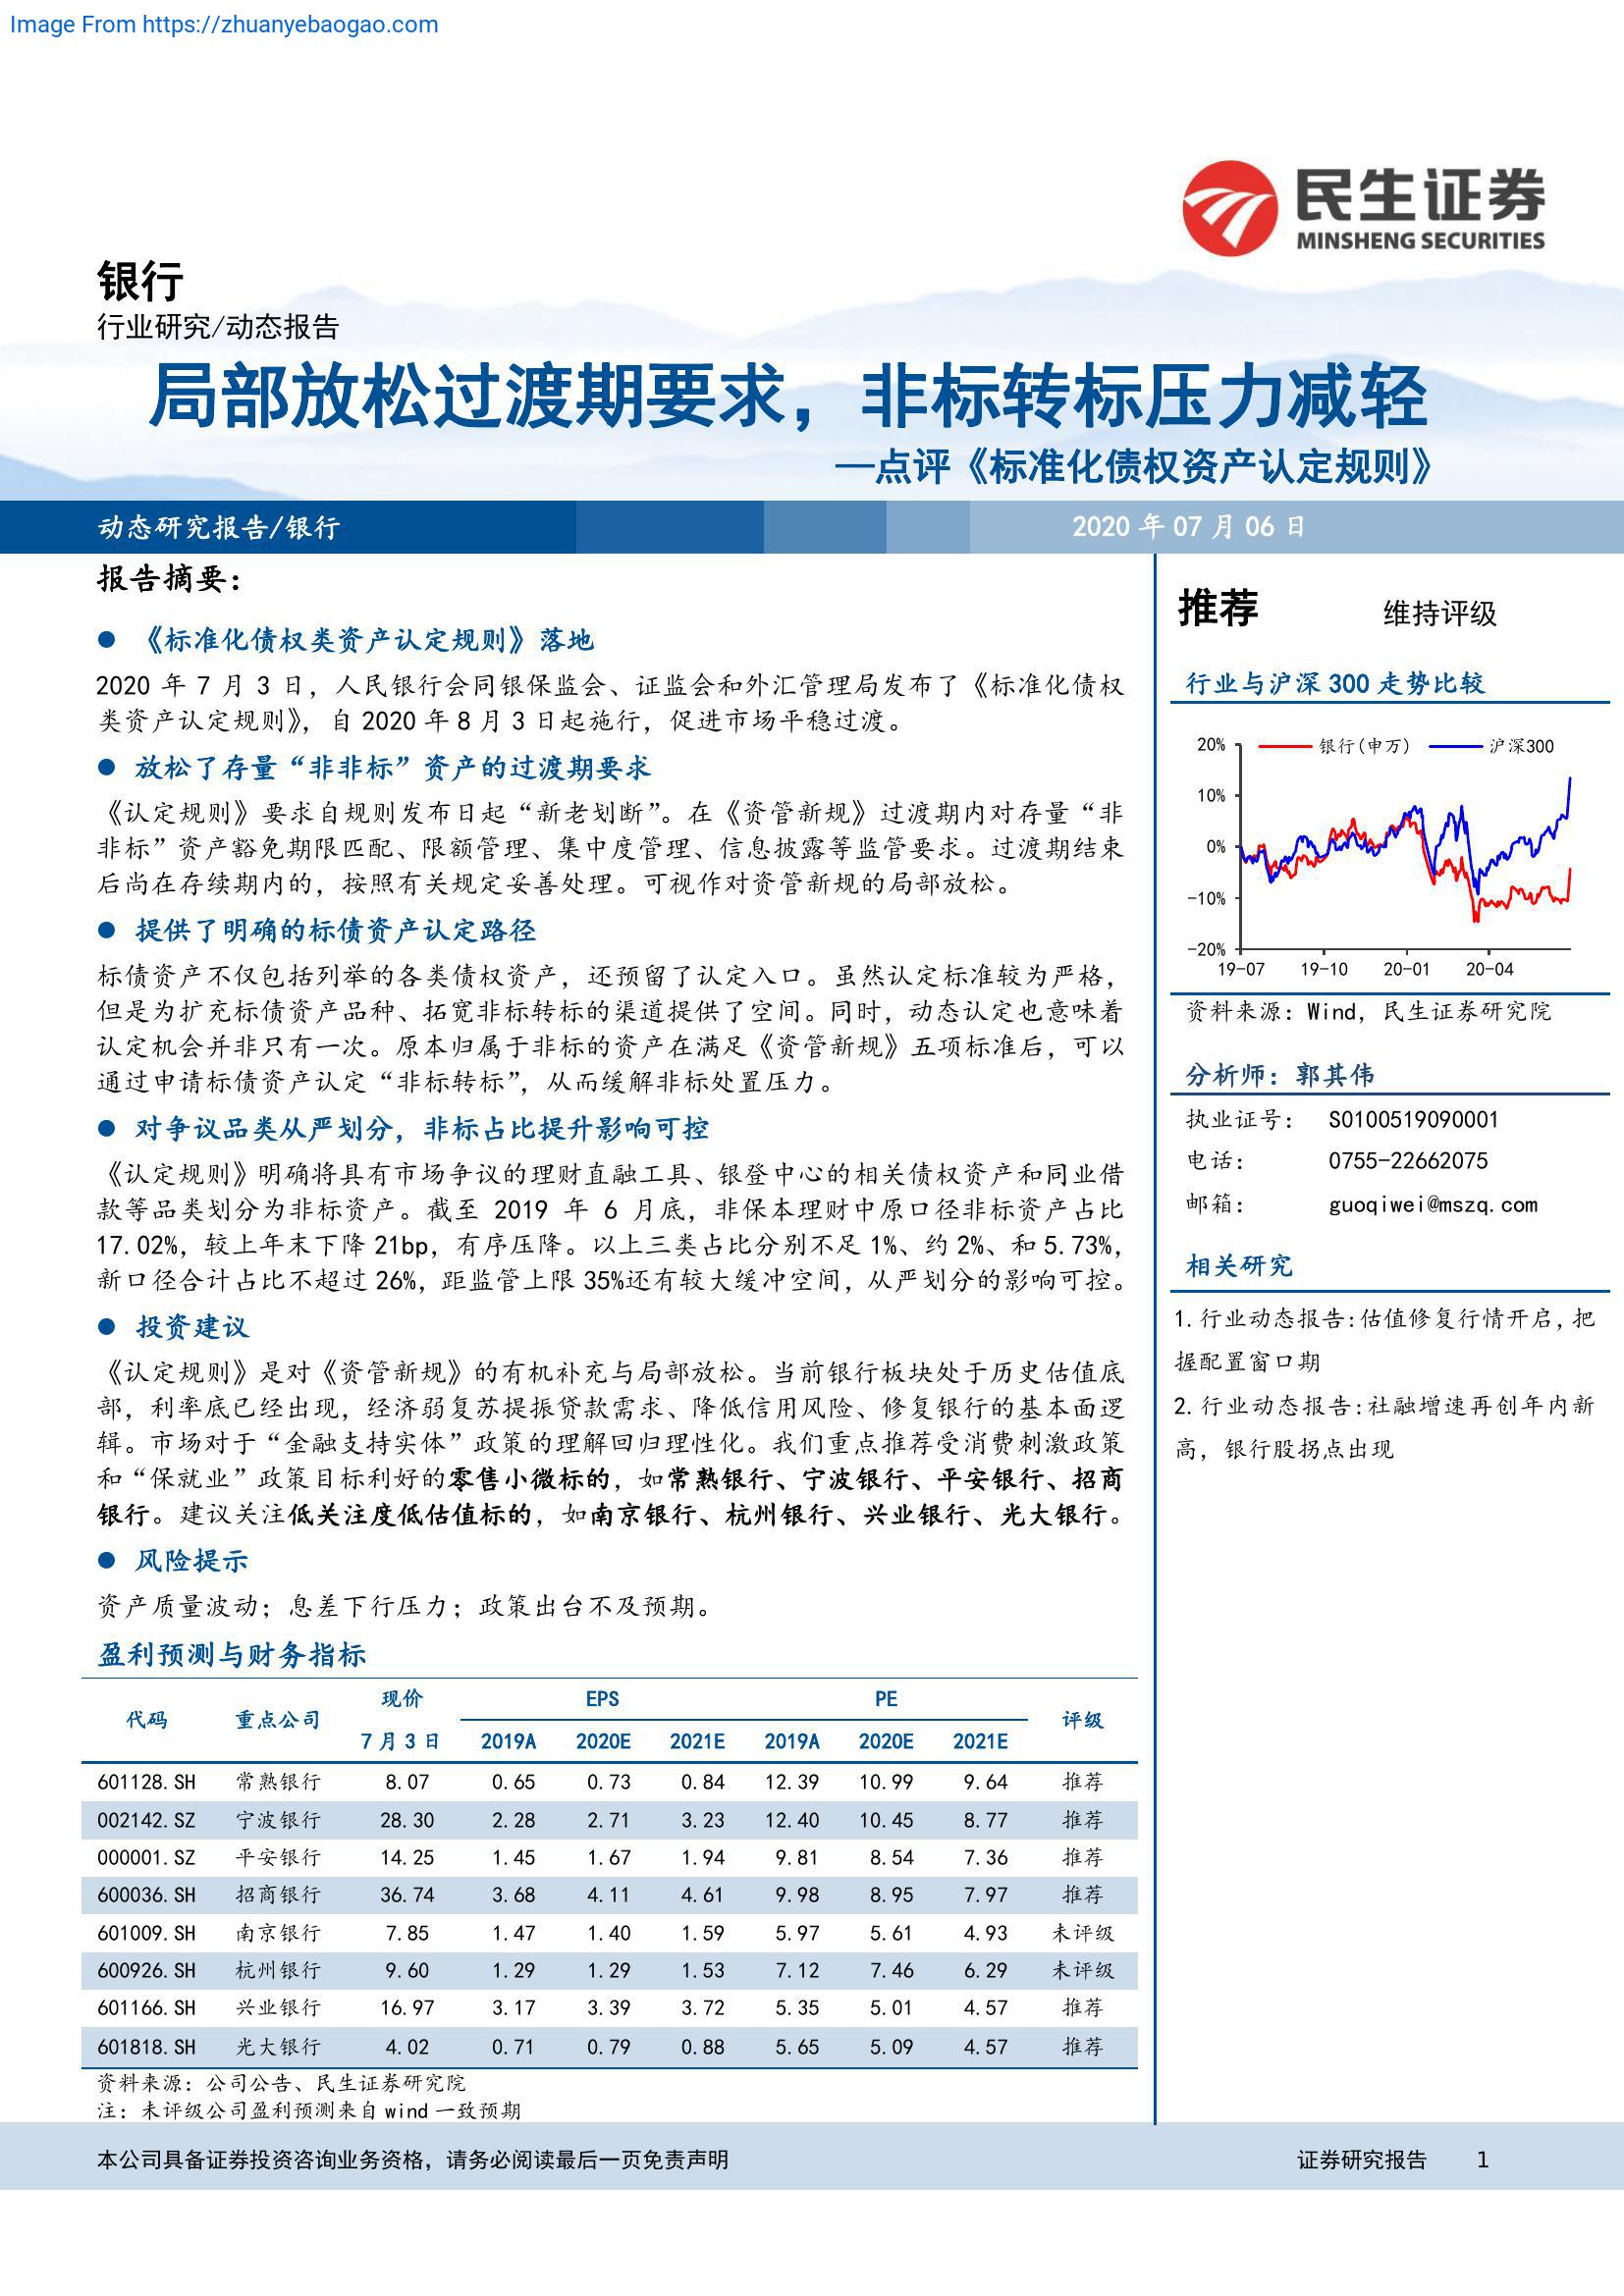 Image From https://zhuanyebaogao.com
民生证券
MINSHENG SECURITIES
银行
行业研究/动态报告
局部放松过渡期要求，非标转标压力减轻
—点评《标准化债权资产认定规则》
动态研究报告/银行
2020 年 07 月 06 日
报告摘要：
● 《标准化债权类资产认定规则》落地
2020 年 7 月 3 日，人民银行会同银保监会、证监会和外汇管理局发布了《标准化债权
类资产认定规则》，自 2020 年 8 月 3 日起施行，促进市场平稳过渡。
● 放松了存量“非非标”资产的过渡期要求
《认定规则》要求自规则发布日起“新老划断”。在《资管新规》过渡期内对存量“非
非标”资产豁免期限匹配、限额管理、集中度管理、信息披露等监管要求。过渡期结束
后尚在存续期内的，按照有关规定妥善处理。可视作对资管新规的局部放松。
● 提供了明确的标债资产认定路径
标债资产不仅包括列举的各类债权资产，还预留了认定入口。虽然认定标准较为严格，
但是为扩充标债资产品种、拓宽非标转标的渠道提供了空间。同时，动态认定也意味着
认定机会并非只有一次。原本归属于非标的资产在满足《资管新规》五项标准后，可以
通过申请标债资产认定“非标转标”，从而缓解非标处置压力。
● 对争议品类从严划分，非标占比提升影响可控
《认定规则》明确将具有市场争议的理财直融工具、银登中心的相关债权资产和同业借
款等品类划分为非标资产。截至 2019 年 6 月底，非保本理财中原口径非标资产占比
17.02%，较上年末下降 21bp，有序压降。以上三类占比分别不足 1%、约 2%、和 5.73%，
新口径合计占比不超过 26%，距监管上限 35%还有较大缓冲空间，从严划分的影响可控。
● 投资建议
《认定规则》是对《资管新规》的有机补充与局部放松。当前银行板块处于历史估值底
部，利率底已经出现，经济弱复苏提振贷款需求、降低信用风险、修复银行的基本面逻
辑。市场对于“金融支持实体”政策的理解回归理性化。我们重点推荐受消费刺激政策
和“保就业”政策目标利好的零售小微标的，如常熟银行、宁波银行、平安银行、招商
银行。建议关注低关注度低估值标的，如南京银行、杭州银行、兴业银行、光大银行。
● 风险提示
资产质量波动；息差下行压力；政策出台不及预期。
盈利预测与财务指标
代码 重点公司 现价 EPS PE 评级
7 月 3 日 2019A 2020E 2021E 2019A 2020E 2021E
601128.SH 常熟银行 8.07 0.65 0.73 0.84 12.39 10.99 9.64 推荐
002142.SZ 宁波银行 28.30 2.28 2.71 3.23 12.40 10.45 8.77 推荐
000001.SZ 平安银行 14.25 1.45 1.67 1.94 9.81 8.54 7.36 推荐
600036.SH 招商银行 36.74 3.68 4.11 4.61 9.98 8.95 7.97 推荐
601009.SH 南京银行 7.85 1.47 1.40 1.59 5.97 5.61 4.93 未评级
600926.SH 杭州银行 9.60 1.29 1.29 1.53 7.12 7.46 6.29 未评级
601166.SH 兴业银行 16.97 3.17 3.39 3.72 5.35 5.01 4.57 推荐
601818.SH 光大银行 4.02 0.71 0.79 0.88 5.65 5.09 4.57 推荐
资料来源：公司公告、民生证券研究院
注：未评级公司盈利预测来自 wind 一致预期
推荐 维持评级
行业与沪深 300 走势比较
银行(申万) 沪深300
20%
10%
0%
-10%
-20%
19-07 19-10 20-01 20-04
资料来源：Wind，民生证券研究院
分析师：郭其伟
执业证号： S0100519090001
电话： 0755-22662075
邮箱： guoqiwei@mszq.com
相关研究
1.行业动态报告:估值修复行情开启,把
握配置窗口期
2.行业动态报告:社融增速再创年内新
高，银行股拐点出现
本公司具备证券投资咨询业务资格，请务必阅读最后一页免责声明
证券研究报告 1